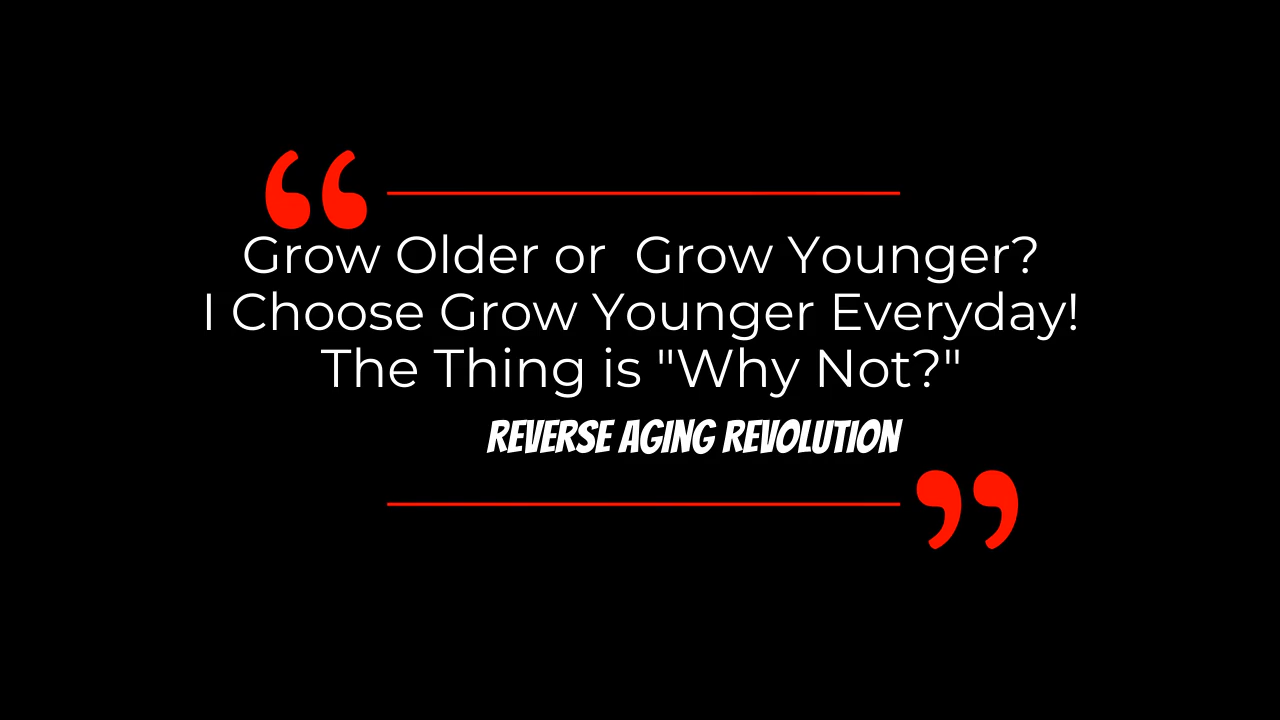 Grow Older or  Grow Younger?
I Choose Grow Younger Everyday!
The Thing is "Why Not?"
REVERSE AGING REVOLUTION